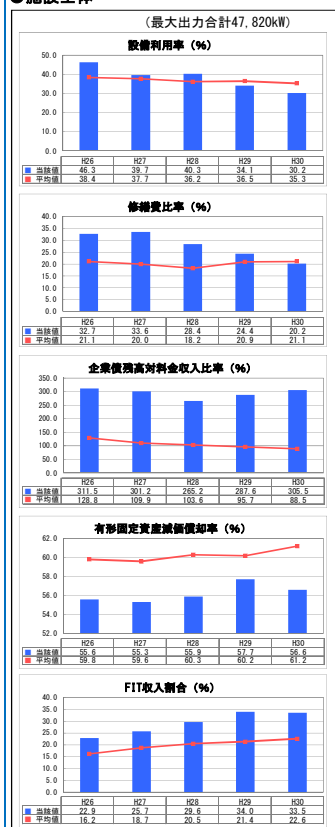 ●施設全体
(最大出力合計47,820kW)
設備利用率（%）
50.0
40.0
30.0
20.0
10.0
0.0
H26 H27 H28 H29 H30
当該値 46.3 39.7 40.3 34.1 30.2
平均値 38.4 37.7 36.2 36.5 35.3
修繕費比率（%）
40.0
35.0
30.0
25.0
20.0
15.0
10.0
5.0
0.0
H26 H27 H28 H29 H30
当該値 32.7 33.6 28.4 24.4 20.2
平均値 21.1 20.0 18.2 20.9 21.1
企業債残高対料金収入比率（%）
350.0
300.0
250.0
200.0
150.0
100.0
50.0
0.0
H26 H27 H28 H29 H30
当該値 311.5 301.2 265.2 287.6 305.5
平均値 128.8 109.9 103.6 95.7 88.5
有形固定資産減価償却率（%）
62.0
60.0
58.0
56.0
54.0
52.0
H26 H27 H28 H29 H30
当該値 55.6 55.3 55.9 57.7 56.6
平均値 59.8 59.6 60.3 60.2 61.2
FIT収入割合（%）
40.0
35.0
30.0
25.0
20.0
15.0
10.0
5.0
0.0
H26 H27 H28 H29 H30
当該値 22.9 25.7 29.6 34.0 33.5
平均値 16.2 18.7 20.5 21.4 22.6